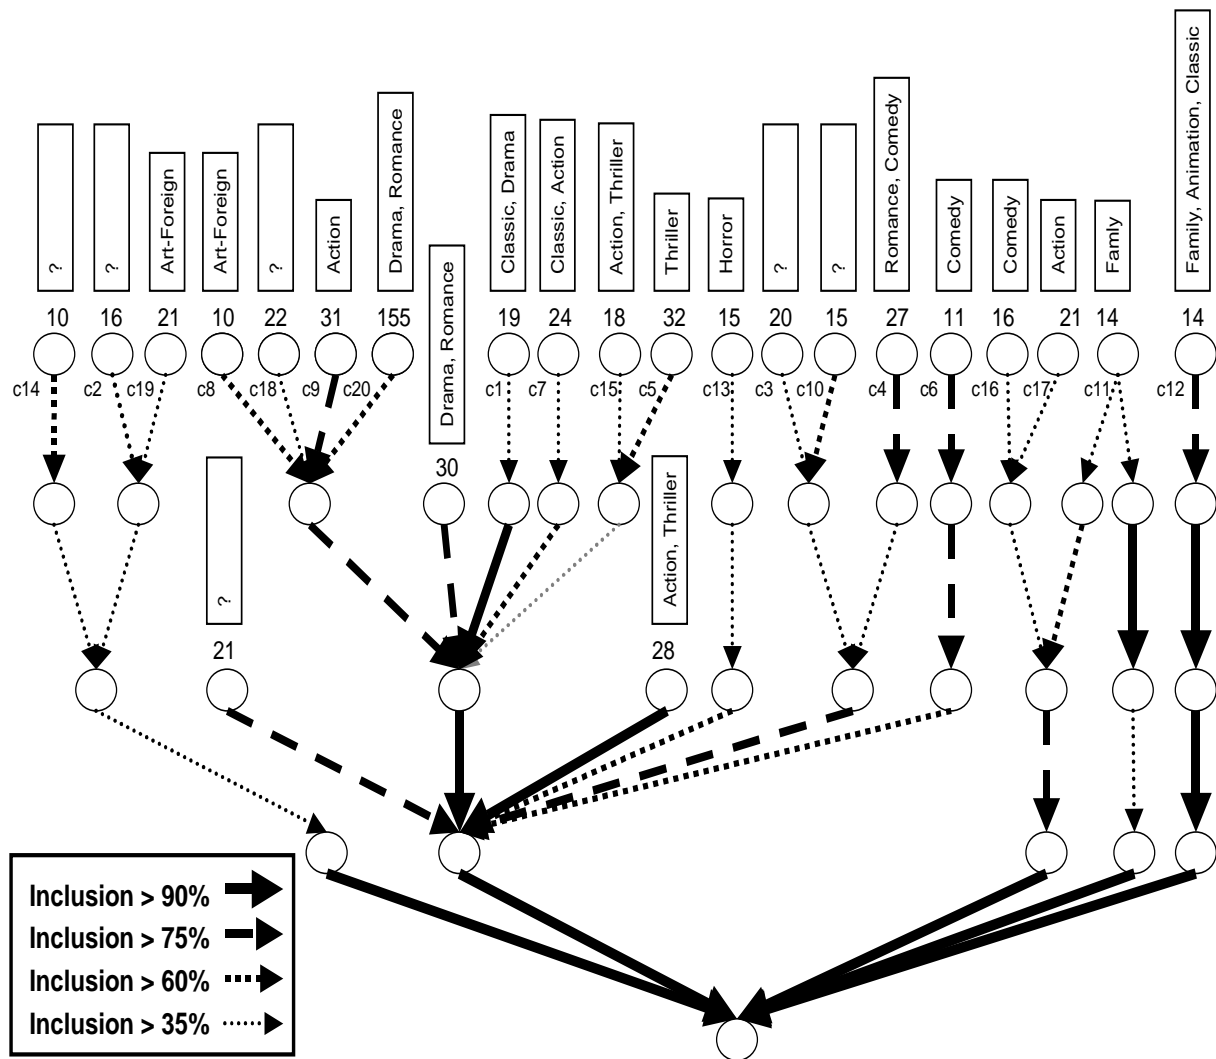 ?
?
Art-Foreign
Art-Foreign
?
Action
Drama, Romance
Classic, Drama
Classic, Action
Action, Thriller
Thriller
Horror
?
?
Romance, Comedy
Comedy
Comedy
Action
Famly
Family, Animation, Classic
10 16 21 10 22 31 155 19 24 18 32 15 20 15 27 11 16 21 14 14
c14 c2 c19 c8 c18 c9 c20 c1 c7 c15 c5 c13 c3 c10 c4 c6 c16 c17 c11 c12
Drama, Romance
30
?
21
Action, Thriller
28
Inclusion > 90%
Inclusion > 75%
Inclusion > 60%
Inclusion > 35%